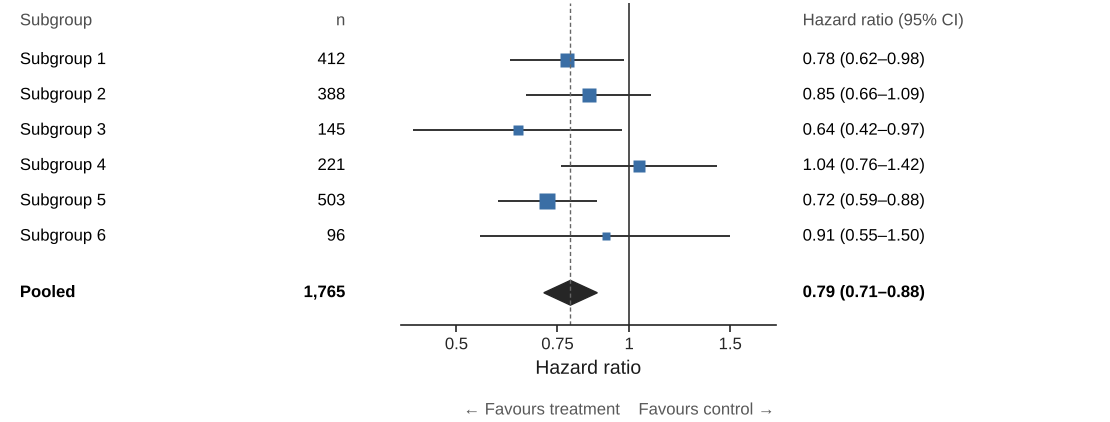 Subgroup n Hazard ratio (95% CI)
Subgroup 1 412 0.78 (0.62–0.98)
Subgroup 2 388 0.85 (0.66–1.09)
Subgroup 3 145 0.64 (0.42–0.97)
Subgroup 4 221 1.04 (0.76–1.42)
Subgroup 5 503 0.72 (0.59–0.88)
Subgroup 6 96 0.91 (0.55–1.50)
Pooled 1,765 0.79 (0.71–0.88)
0.5 0.75 1 1.5
Hazard ratio
← Favours treatment Favours control →